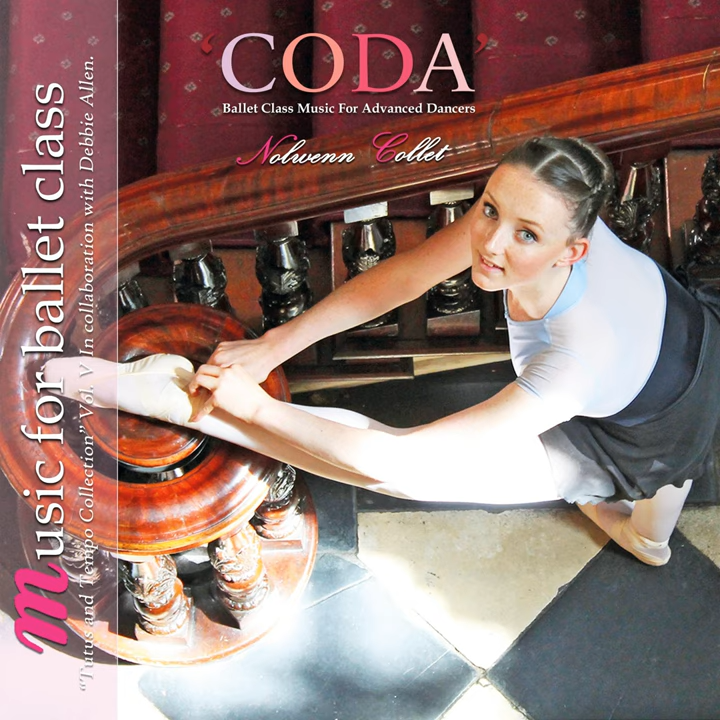 ‘CODA’
Ballet Class Music For Advanced Dancers
Nolwenn Collet
Music for ballet class
“Tutus and Tempo Collection” Vol. V In collaboration with Debbie Allen.